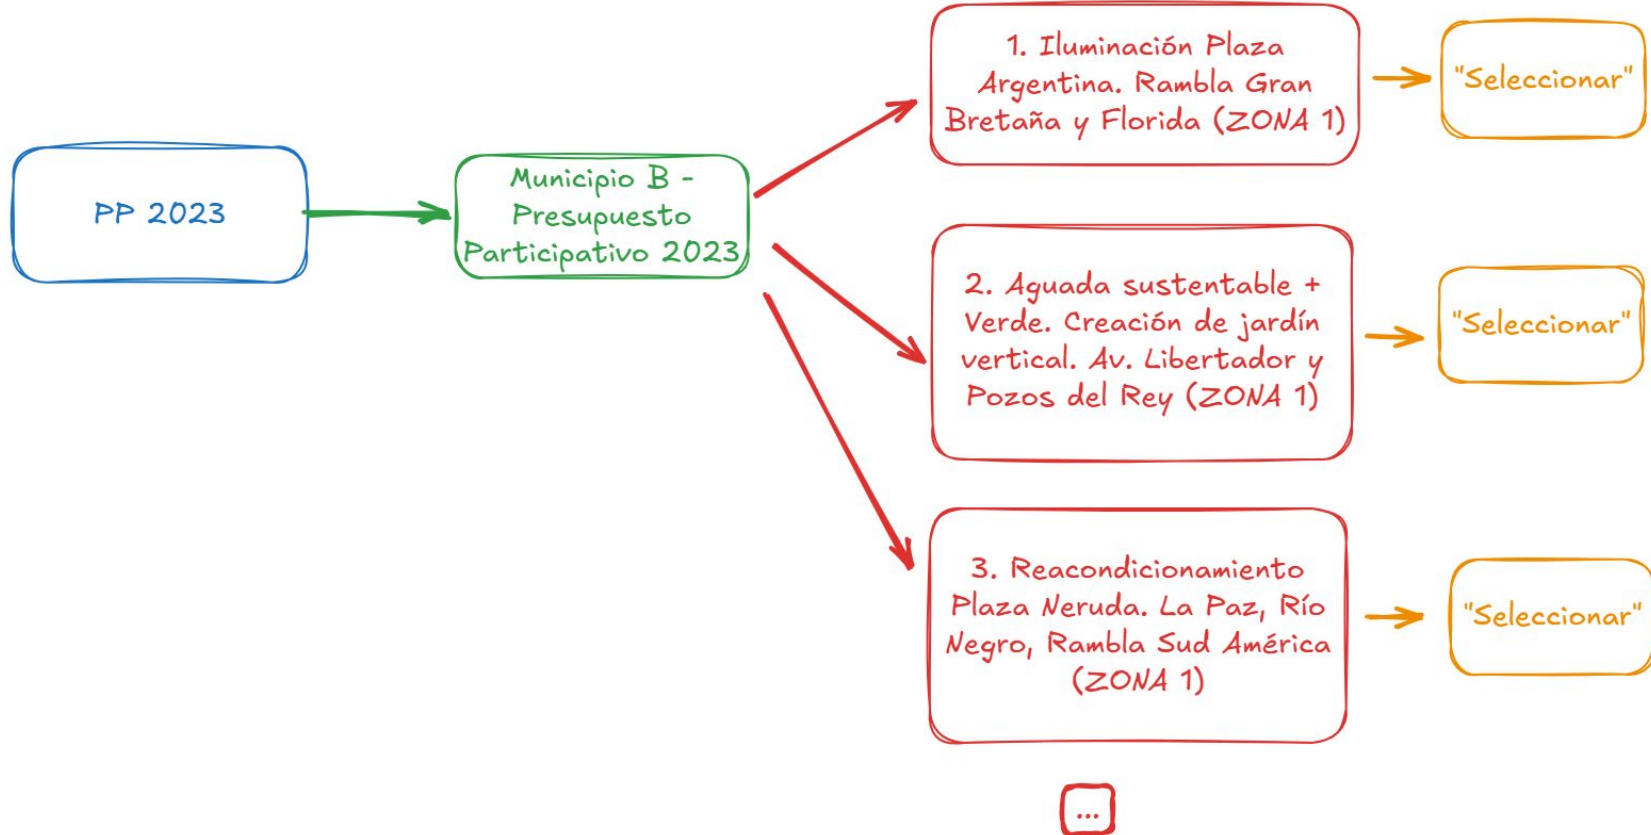 PP 2023
Municipio B -
Presupuesto
Participativo 2023
1. Iluminación Plaza
Argentina. Rambla Gran
Bretaña y Florida (ZONA 1)
"Seleccionar"
2. Aguada sustentable +
Verde. Creación de jardín
vertical. Av. Libertador y
Pozos del Rey (ZONA 1)
"Seleccionar"
3. Reacondicionamiento
Plaza Neruda. La Paz, Río
Negro, Rambla Sud América
(ZONA 1)
"Seleccionar"
...